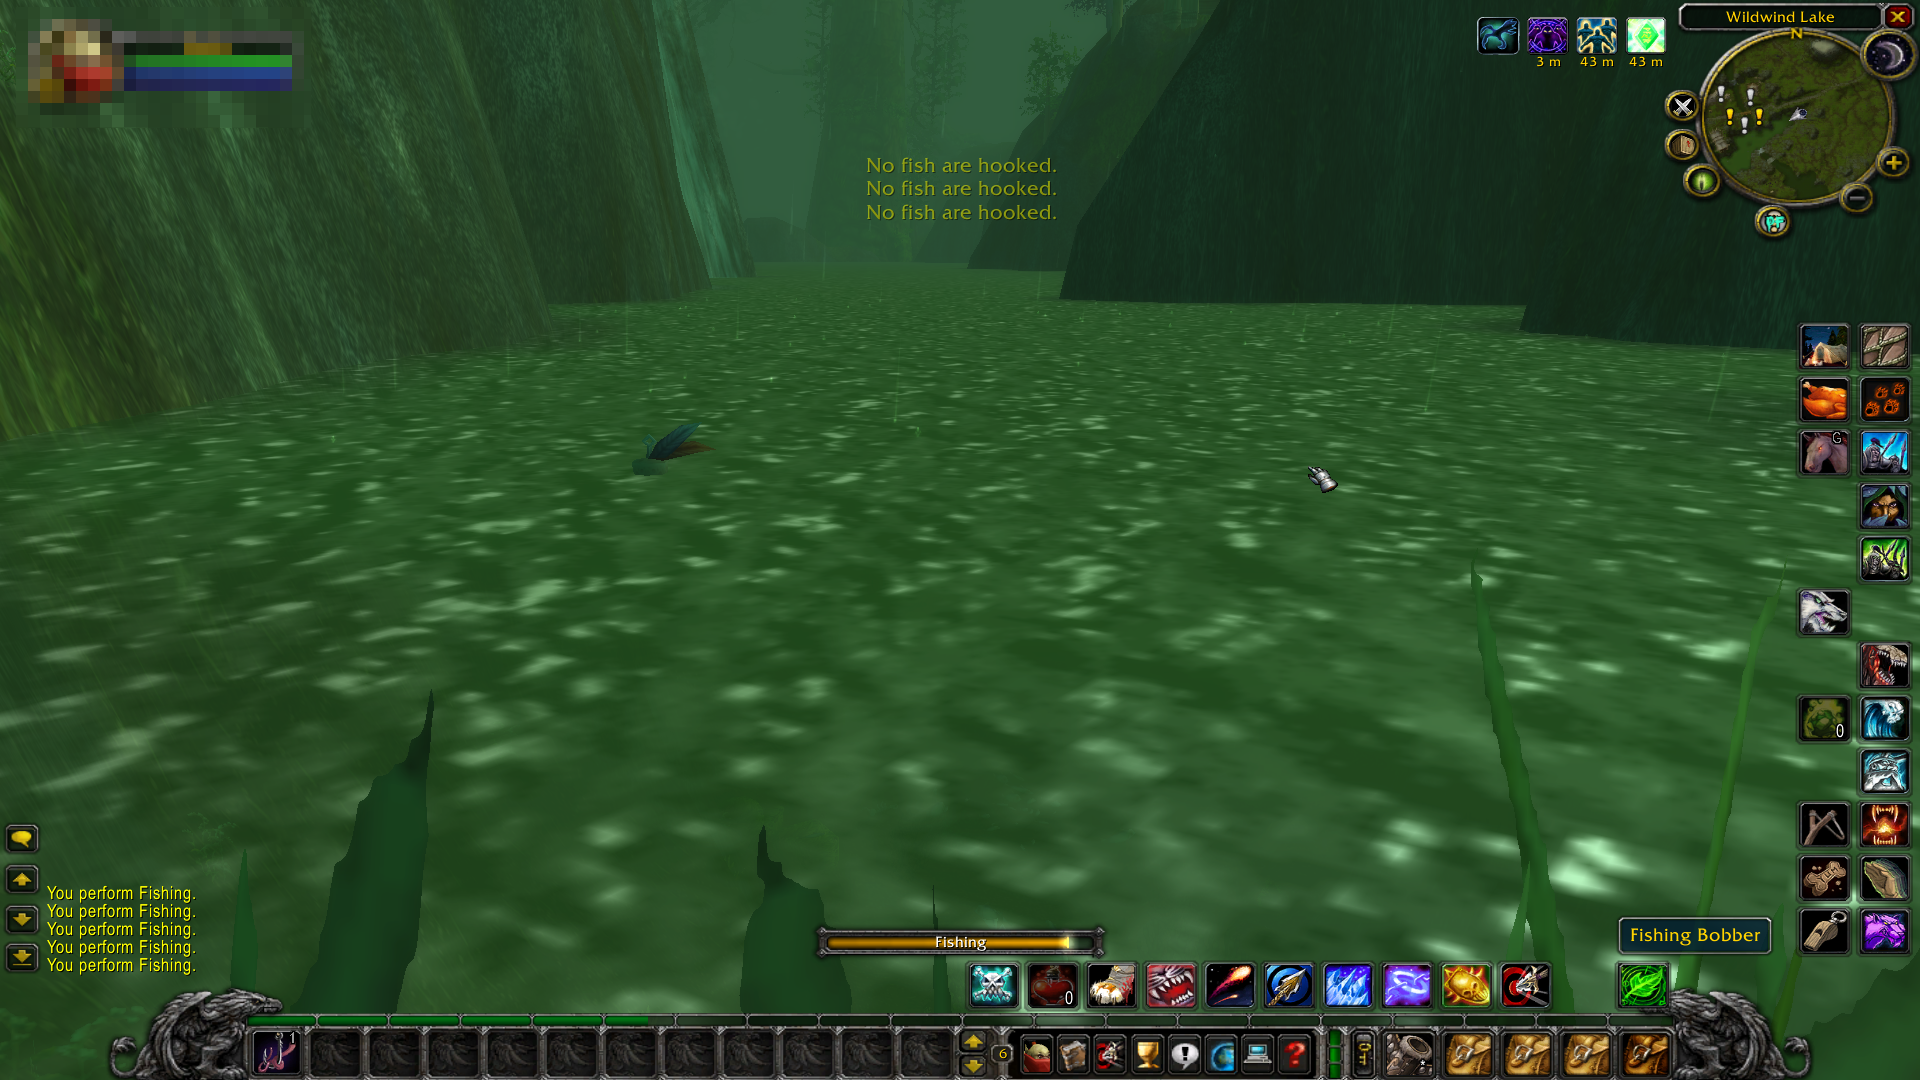 Wildwind Lake
N
3 m
43 m
43 m
No fish are hooked.
No fish are hooked.
No fish are hooked.
G
0
You perform Fishing.
You perform Fishing.
You perform Fishing.
You perform Fishing.
You perform Fishing.
Fishing
Fishing Bobber
0
1
6